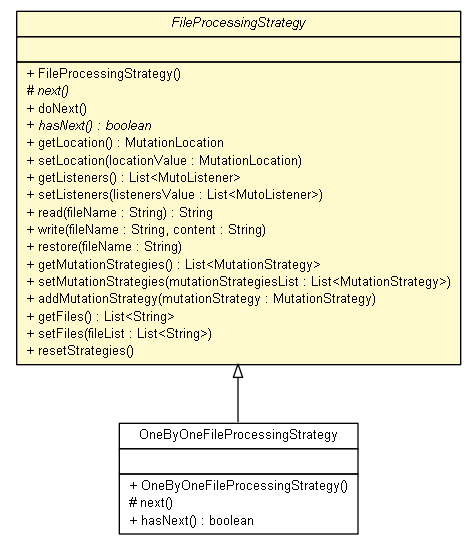 FileProcessingStrategy
+ FileProcessingStrategy()
# next()
+ doNext()
+ hasNext() : boolean
+ getLocation() : MutationLocation
+ setLocation(locationValue : MutationLocation)
+ getListeners() : List<MutoListener>
+ setListeners(listenersValue : List<MutoListener>)
+ read(fileName : String) : String
+ write(fileName : String, content : String)
+ restore(fileName : String)
+ getMutationStrategies() : List<MutationStrategy>
+ setMutationStrategies(mutationStrategiesList : List<MutationStrategy>)
+ addMutationStrategy(mutationStrategy : MutationStrategy)
+ getFiles() : List<String>
+ setFiles(fileList : List<String>)
+ resetStrategies()
OneByOneFileProcessingStrategy
+ OneByOneFileProcessingStrategy()
# next()
+ hasNext() : boolean